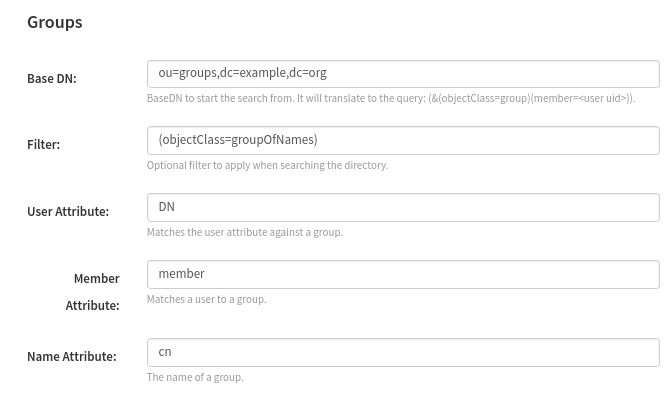 Groups
Base DN:
ou=groups,dc=example,dc=org
BaseDN to start the search from. It will translate to the query: (&(objectClass=group)(member=<user uid>)).
Filter:
(objectClass=groupOfNames)
Optional filter to apply when searching the directory.
User Attribute:
DN
Matches the user attribute against a group.
Member
Attribute:
member
Matches a user to a group.
Name Attribute:
cn
The name of a group.